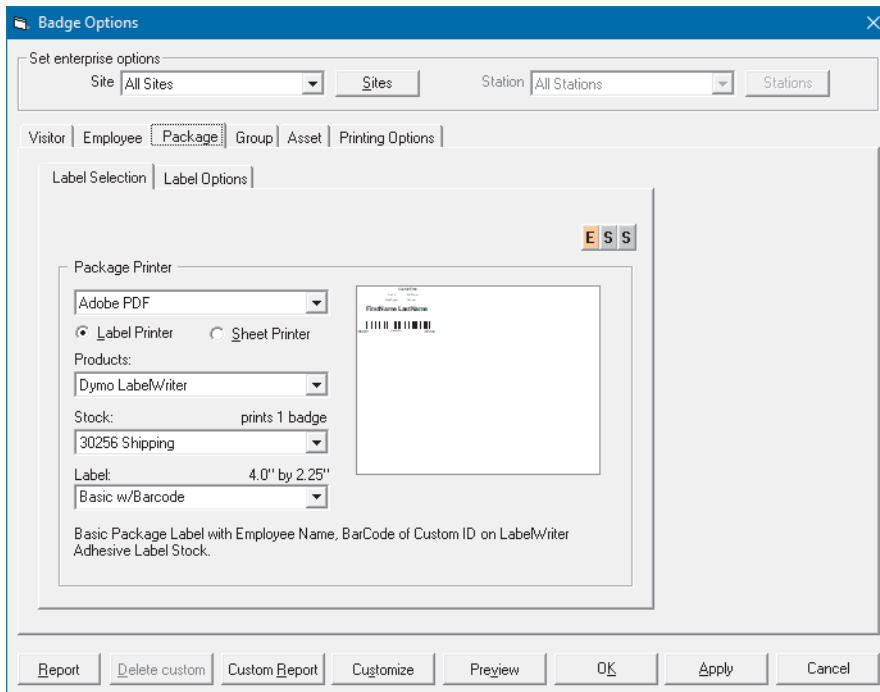 Badge Options
Set enterprise options
Site All Sites Sites Station All Stations Stations
Visitor Employee Package Group Asset Printing Options
Label Selection Label Options
E S S
Package Printer
Adobe PDF
Label Printer Sheet Printer
Products:
Dymo LabelWriter
Stock: prints 1 badge
30256 Shipping
Label: 4.0" by 2.25"
Basic w/Barcode
FirstName LastName
Basic Package Label with Employee Name, BarCode of Custom ID on LabelWriter
Adhesive Label Stock.
Report Delete custom Custom Report Customize Preview OK Apply Cancel